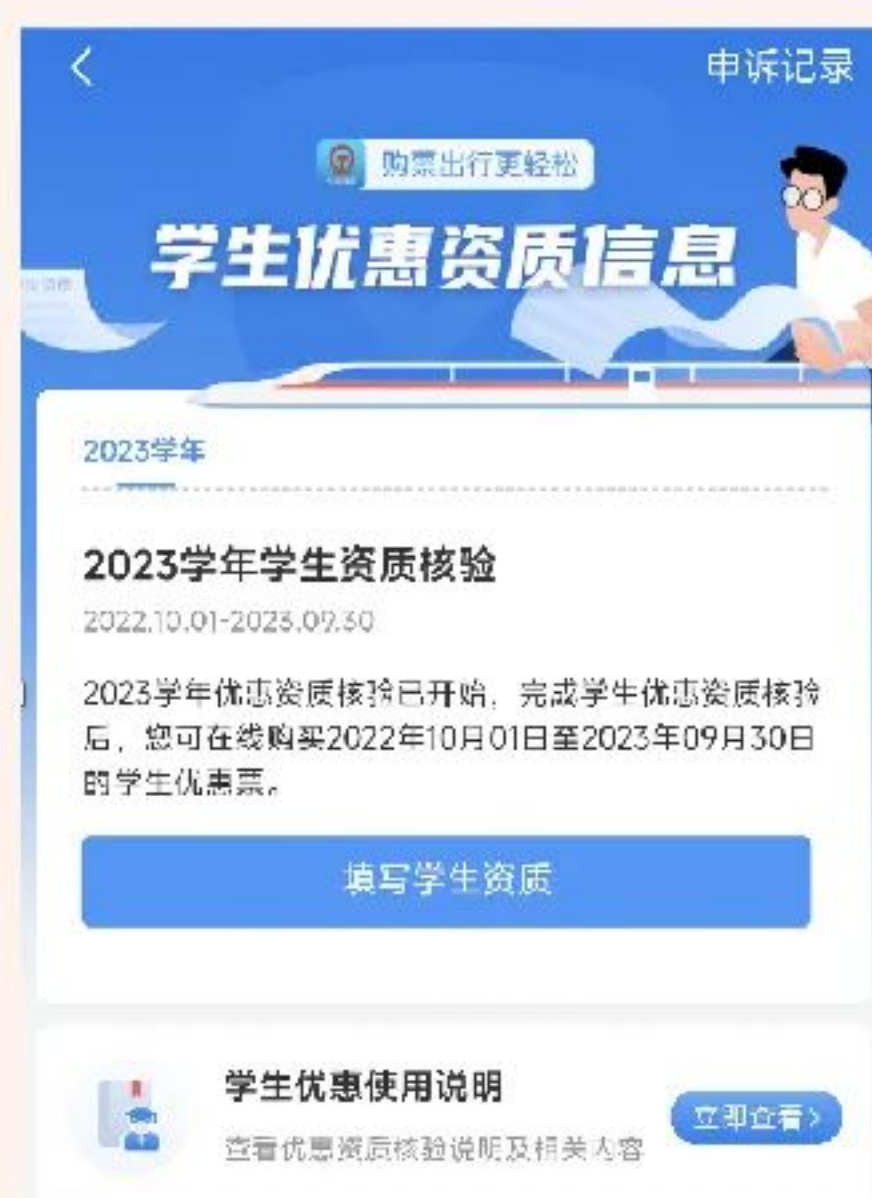 申诉记录
购票出行更轻松
学生优惠资质信息
2023学年
2023学年学生资质核验
2022.10.01-2023.09.30
2023学年优惠资质核验已开始，完成学生优惠资质核验
后，您可在线购买2022年10月01日至2023年09月30日
的学生优惠票。
填写学生资质
学生优惠使用说明
立即查看>
查看优惠资质核验说明及相关内容